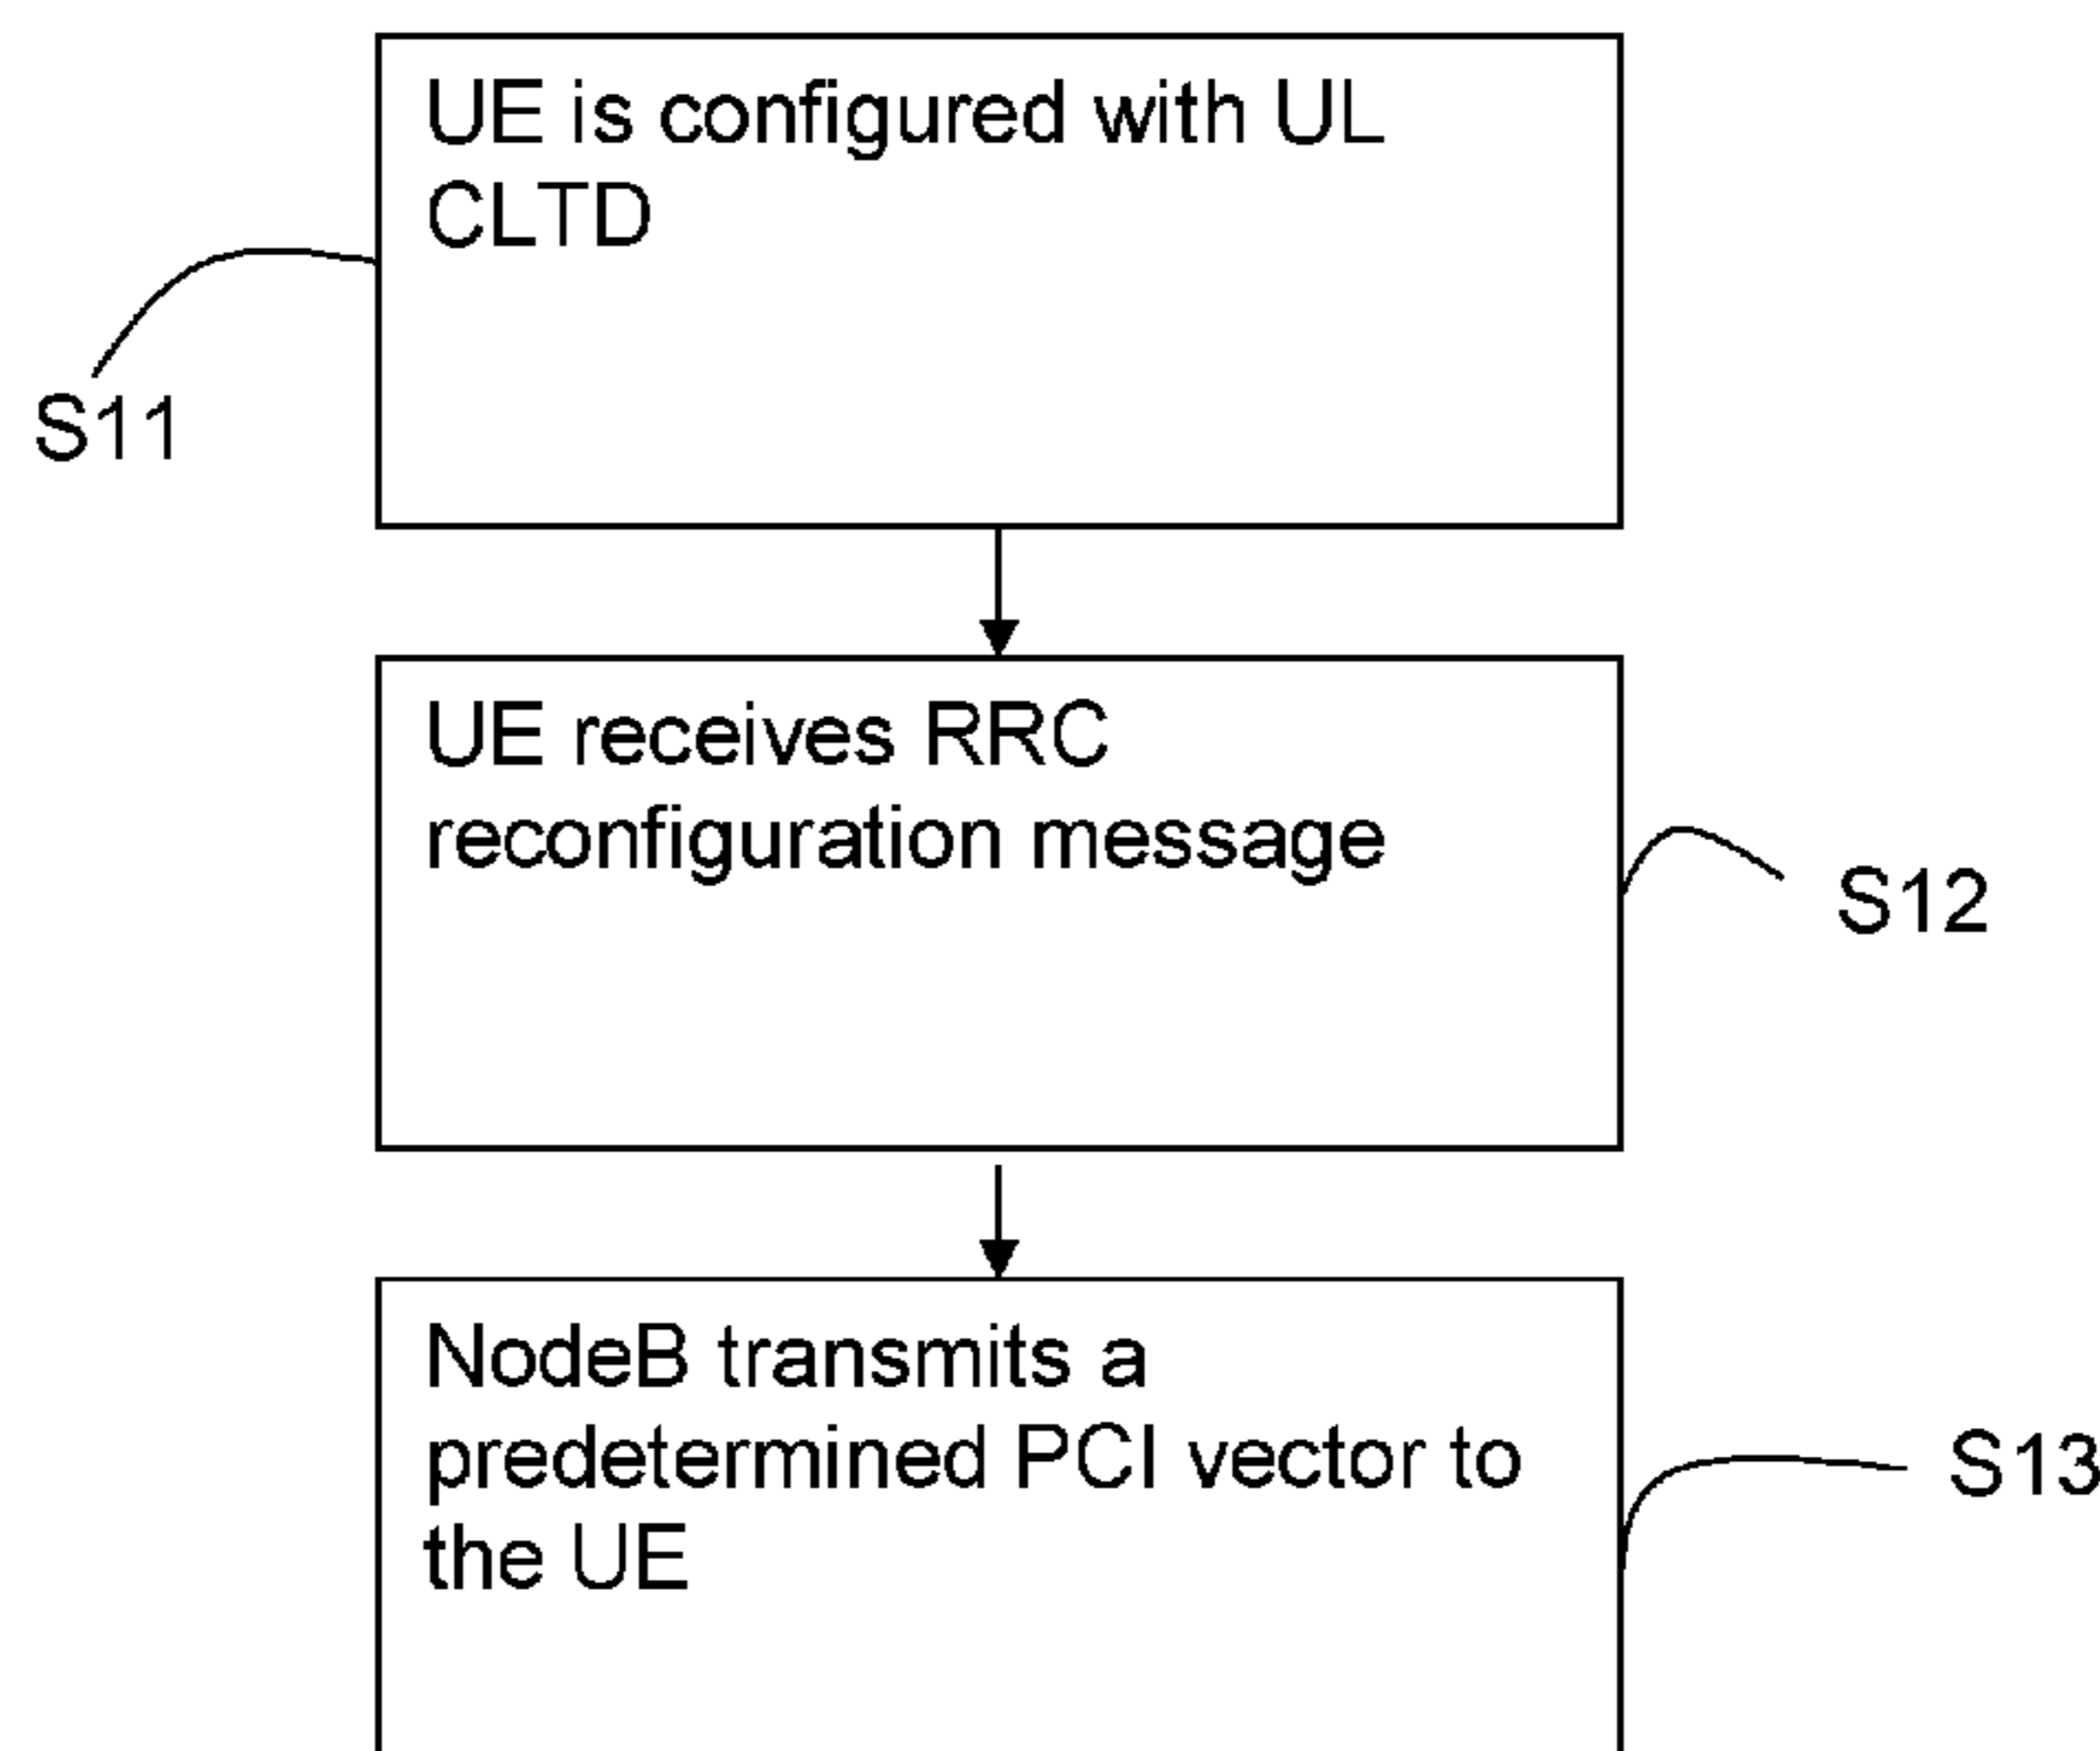 UE is configured with UL
CLTD
S11
UE receives RRC
reconfiguration message
S12
NodeB transmits a
predetermined PCI vector to
the UE
S13